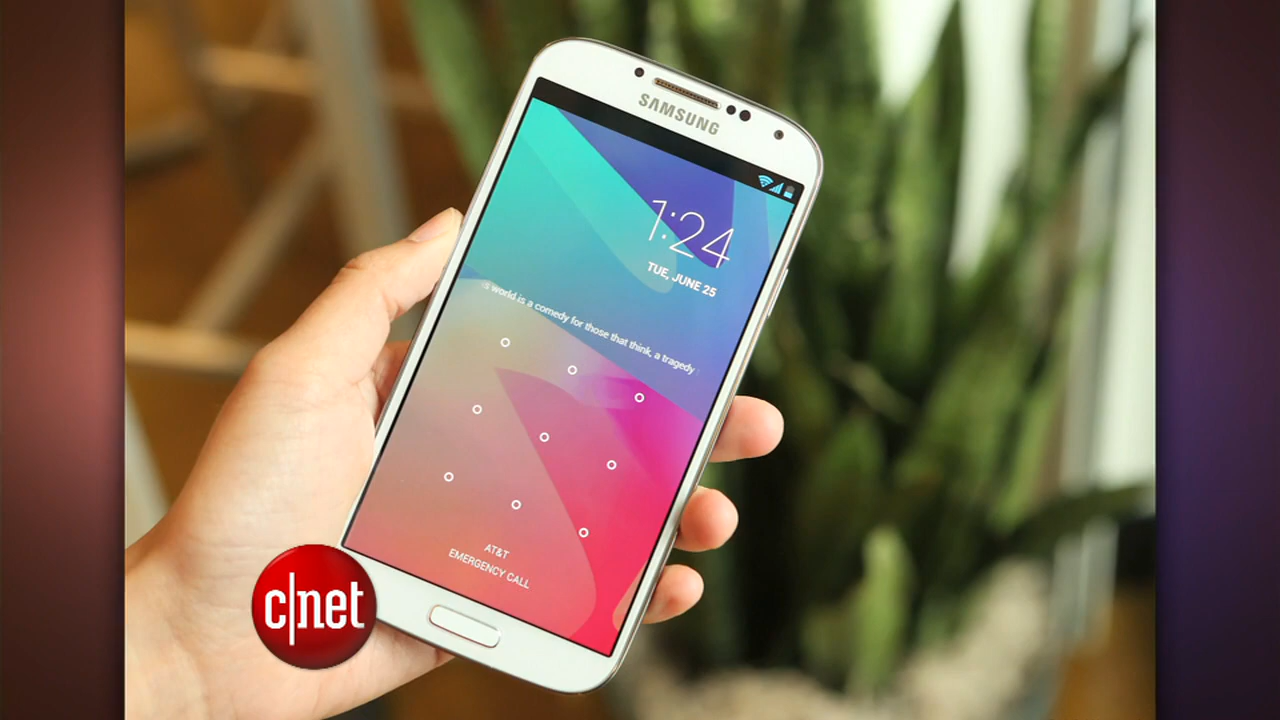 SAMSUNG
1:24
TUE, JUNE 25
s world is a comedy for those that think, a tragedy
AT&T
EMERGENCY CALL
c|net